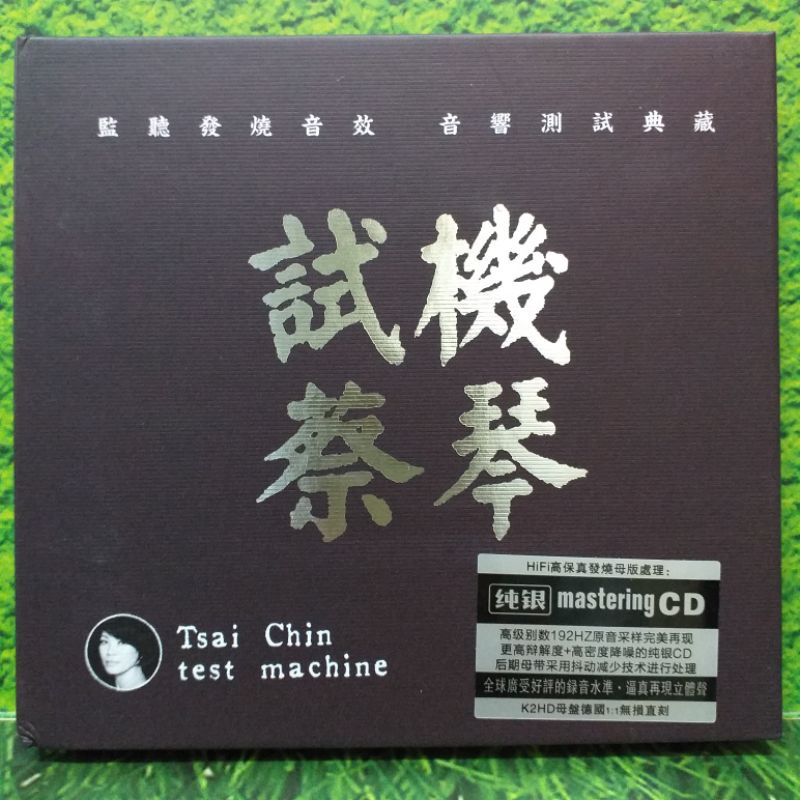 監聽發燒音效 音響測試典藏
試機
蔡琴
Tsai Chin
test machine
HiFi高保真發燒母版處理:
纯银 mastering CD
高级别数192HZ原音采样完美再现
更高辩解度+高密度降噪的纯银CD
后期母带采用抖动减少技术进行处理
全球廣受好評的録音水準·逼真再現立體聲
K2HD母盤德國1:1無損直刻